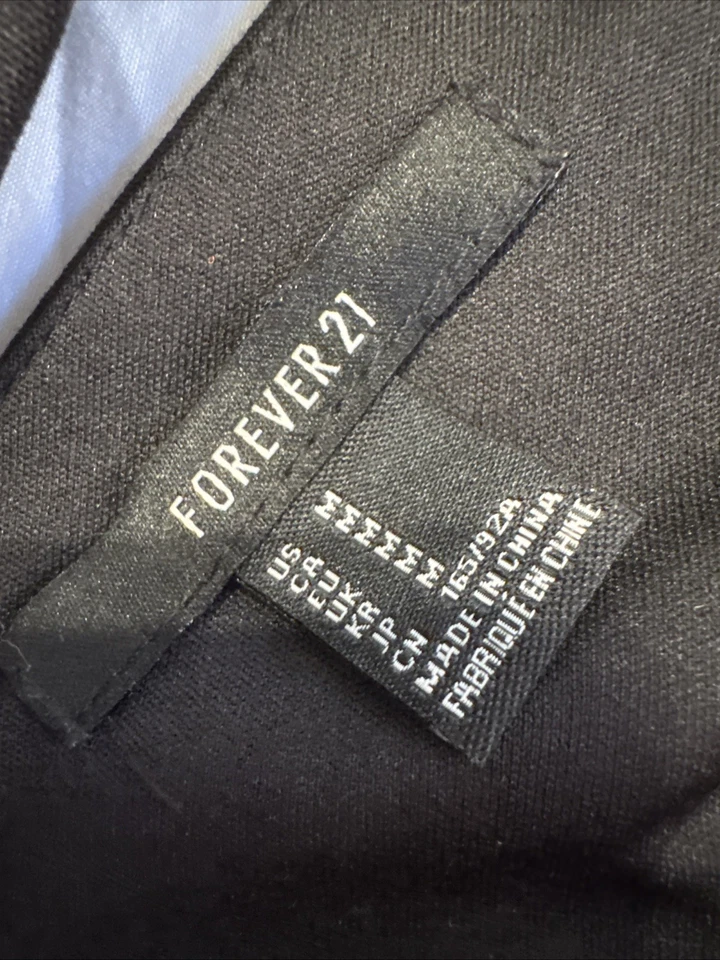 FOREVER 21
US M
CA M
EU M
UK M
KR M
JP M
CN 165/92A
MADE IN CHINA
FABRIQUÉ EN CHINE